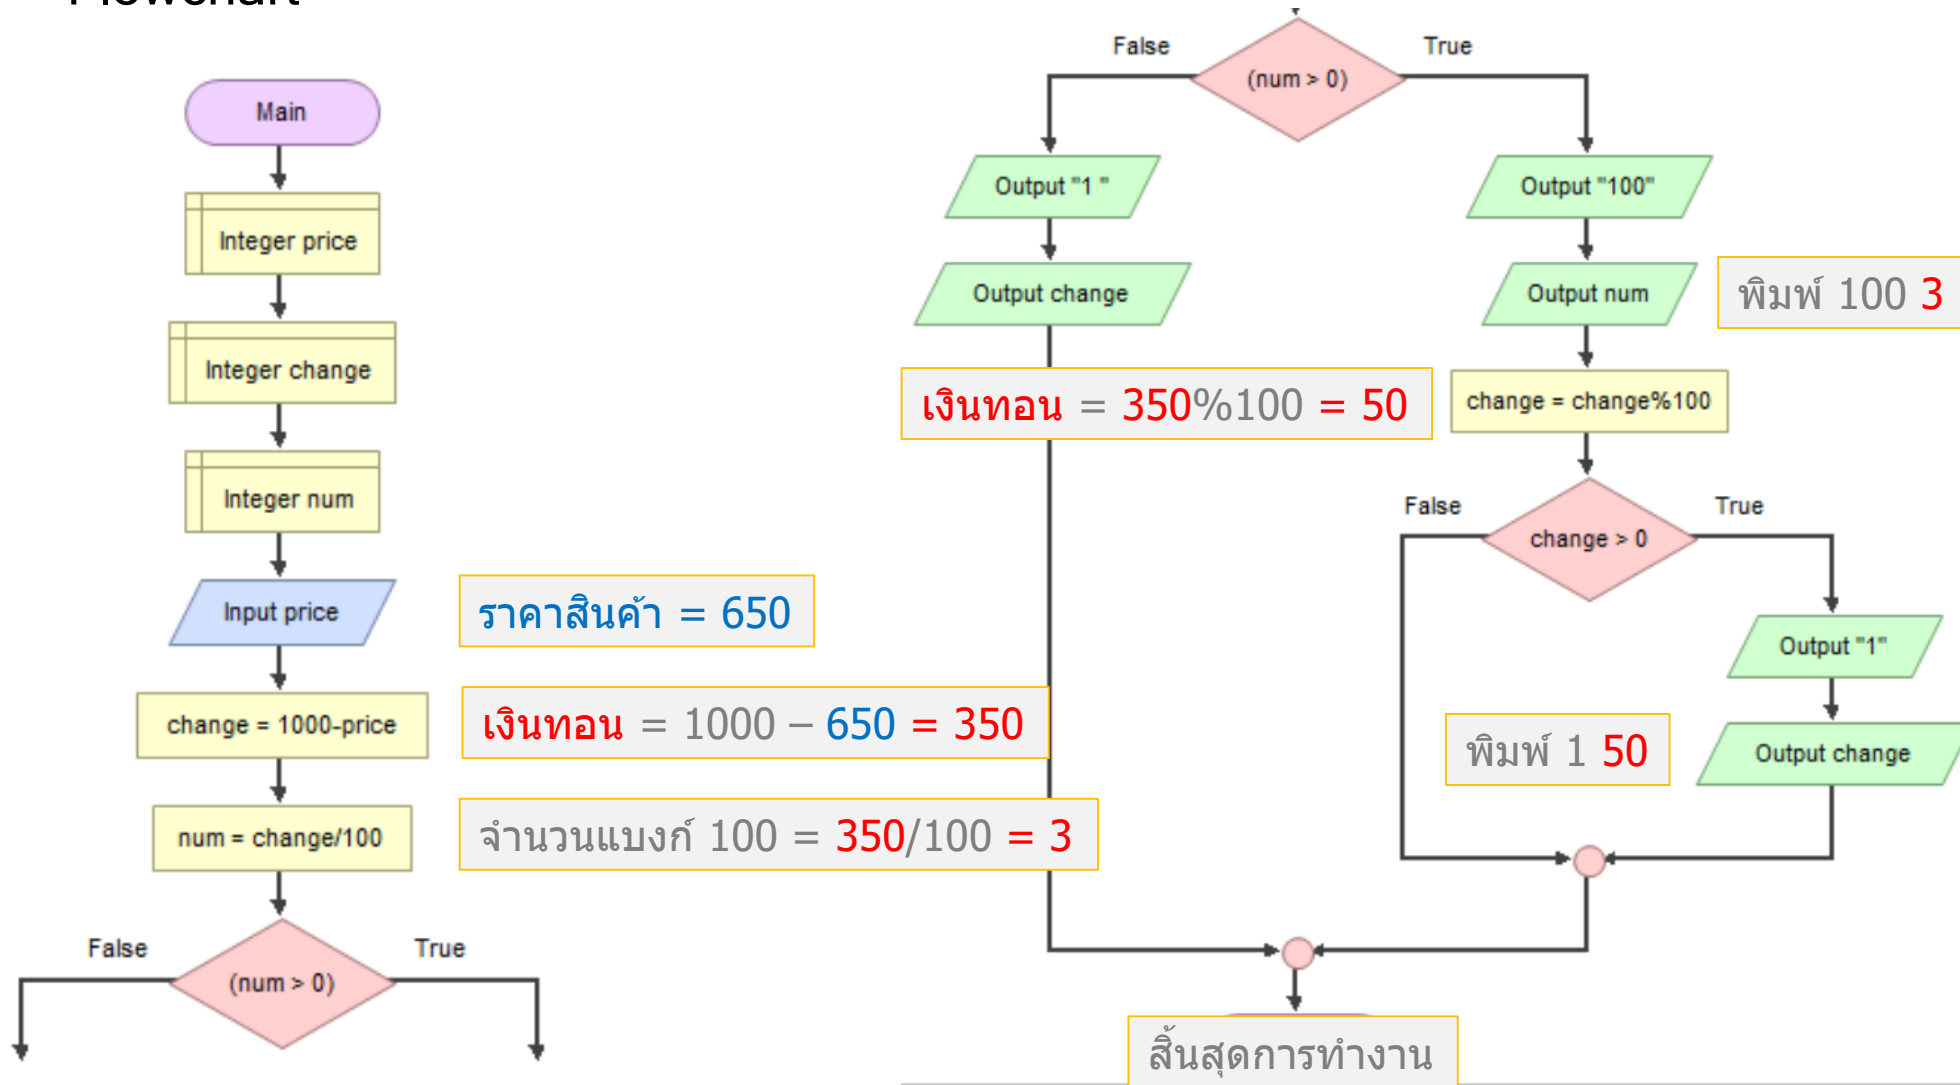 Flowchart
Main
Integer price
Integer change
Integer num
Input price
ราคาสินค้า = 650
change = 1000-price
เงินทอน = 1000 – 650 = 350
num = change/100
จำนวนแบงก์ 100 = 350/100 = 3
False
True
(num > 0)
False
True
(num > 0)
Output "1 "
Output "100"
Output change
Output num
พิมพ์ 100 3
เงินทอน = 350%100 = 50
change = change%100
False
True
change > 0
Output "1"
พิมพ์ 1 50
Output change
สิ้นสุดการทำงาน